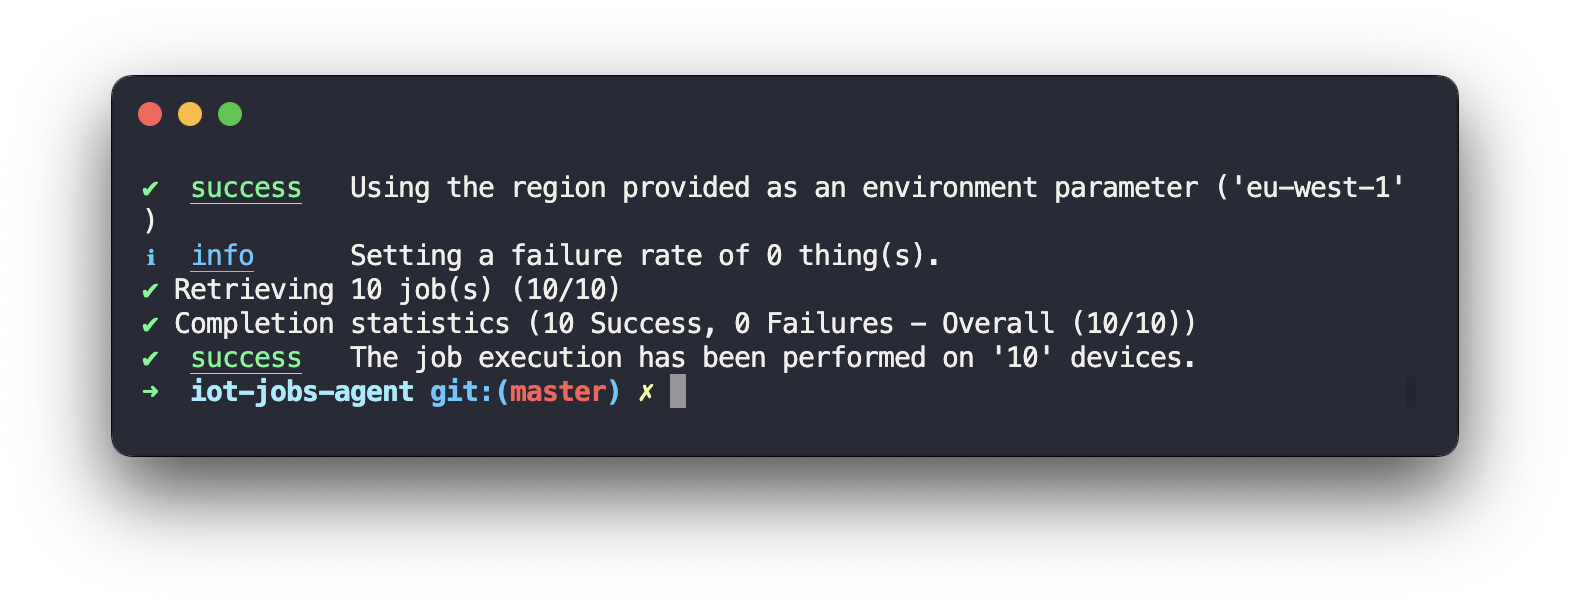 ✔ success Using the region provided as an environment parameter ('eu-west-1'
)
ℹ info Setting a failure rate of 0 thing(s).
✔ Retrieving 10 job(s) (10/10)
✔ Completion statistics (10 Success, 0 Failures - Overall (10/10))
✔ success The job execution has been performed on '10' devices.
➜ iot-jobs-agent git:(master) ✗